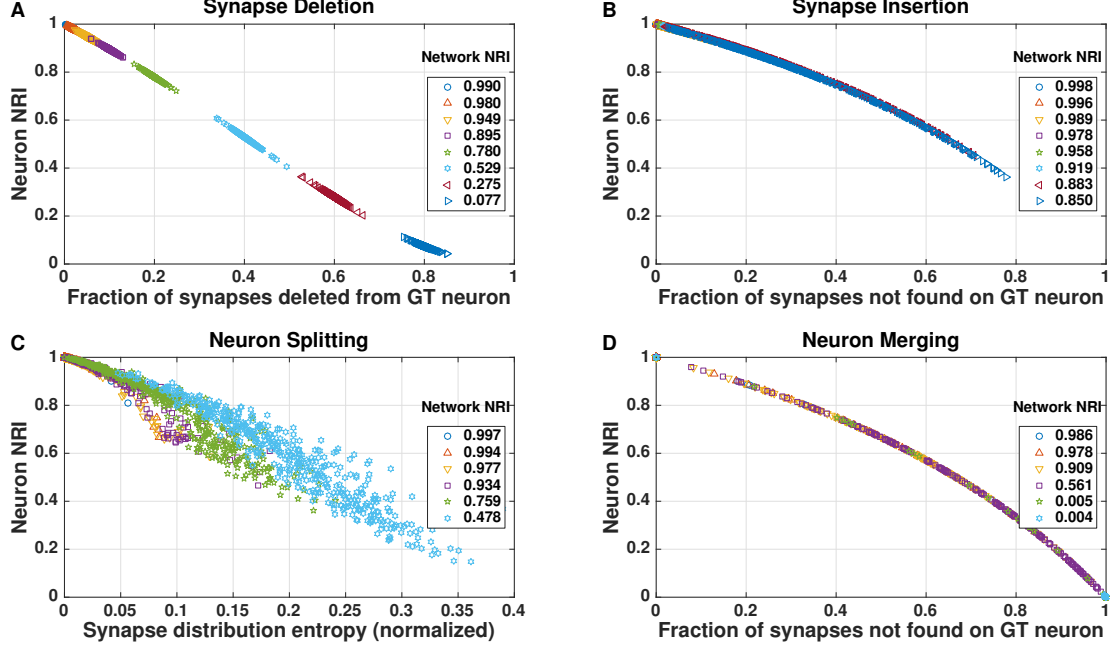 A
Synapse Deletion
1
0.8
0.6
0.4
0.2
0
Neuron NRI
Network NRI
0.990
0.980
0.949
0.895
0.780
0.529
0.275
0.077
0 0.2 0.4 0.6 0.8 1
Fraction of synapses deleted from GT neuron
B
Synapse Insertion
1
0.8
0.6
0.4
0.2
0
Neuron NRI
Network NRI
0.998
0.996
0.989
0.978
0.958
0.919
0.883
0.850
0 0.2 0.4 0.6 0.8 1
Fraction of synapses not found on GT neuron
C
Neuron Splitting
1
0.8
0.6
0.4
0.2
0
Neuron NRI
Network NRI
0.997
0.994
0.977
0.934
0.759
0.478
0 0.05 0.1 0.15 0.2 0.25 0.3 0.35 0.4
Synapse distribution entropy (normalized)
D
Neuron Merging
1
0.8
0.6
0.4
0.2
0
Neuron NRI
Network NRI
0.986
0.978
0.909
0.561
0.005
0.004
0 0.2 0.4 0.6 0.8 1
Fraction of synapses not found on GT neuron